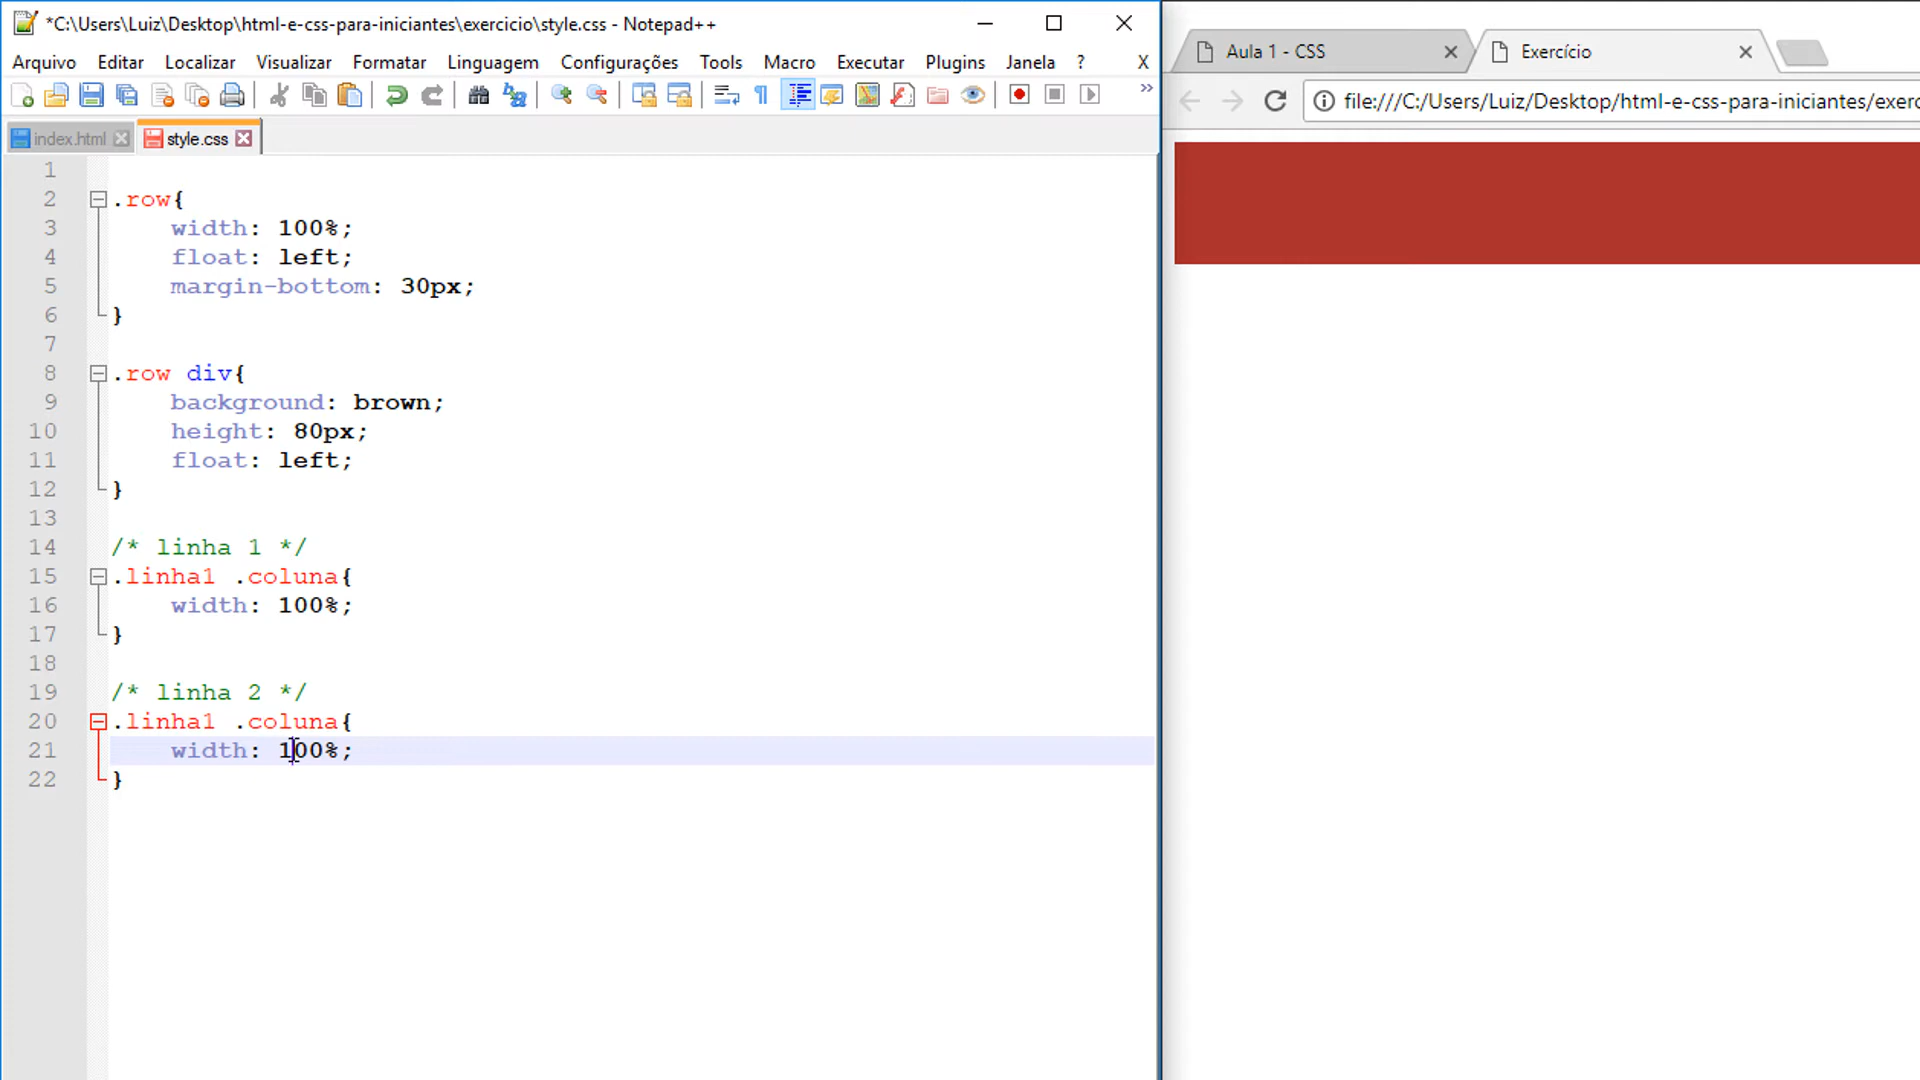 *C:\Users\Luiz\Desktop\html-e-css-para-iniciantes\exercicio\style.css - Notepad++
Arquivo Editar Localizar Visualizar Formatar Linguagem Configurações Tools Macro Executar Plugins Janela ? X
index.html style.css
1
2 .row{
3 width: 100%;
4 float: left;
5 margin-bottom: 30px;
6 }
7
8 .row div{
9 background: brown;
10 height: 80px;
11 float: left;
12 }
13
14 /* linha 1 */
15 .linha1 .coluna{
16 width: 100%;
17 }
18
19 /* linha 2 */
20 .linha1 .coluna{
21 width: 100%;
22 }
Aula 1 - CSS Exercício
file:///C:/Users/Luiz/Desktop/html-e-css-para-iniciantes/exerc